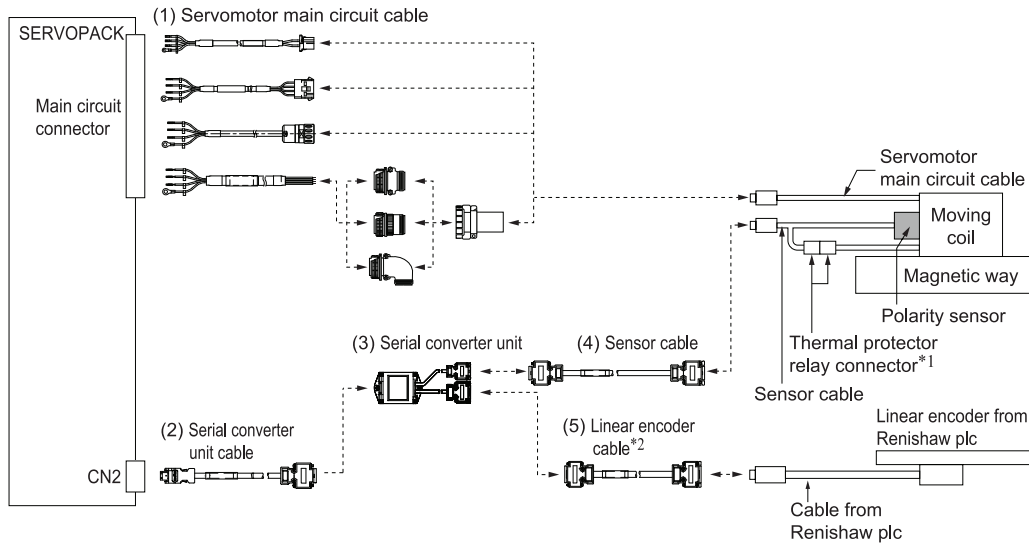 (1) Servomotor main circuit cable
SERVOPACK
Main circuit
connector
Servomotor
main circuit cable
Moving
coil
Magnetic way
Polarity sensor
Thermal protector
relay connector*1
Sensor cable
(3) Serial converter unit
(4) Sensor cable
(2) Serial converter
unit cable
(5) Linear encoder
cable*2
Linear encoder from
Renishaw plc
CN2
Cable from
Renishaw plc